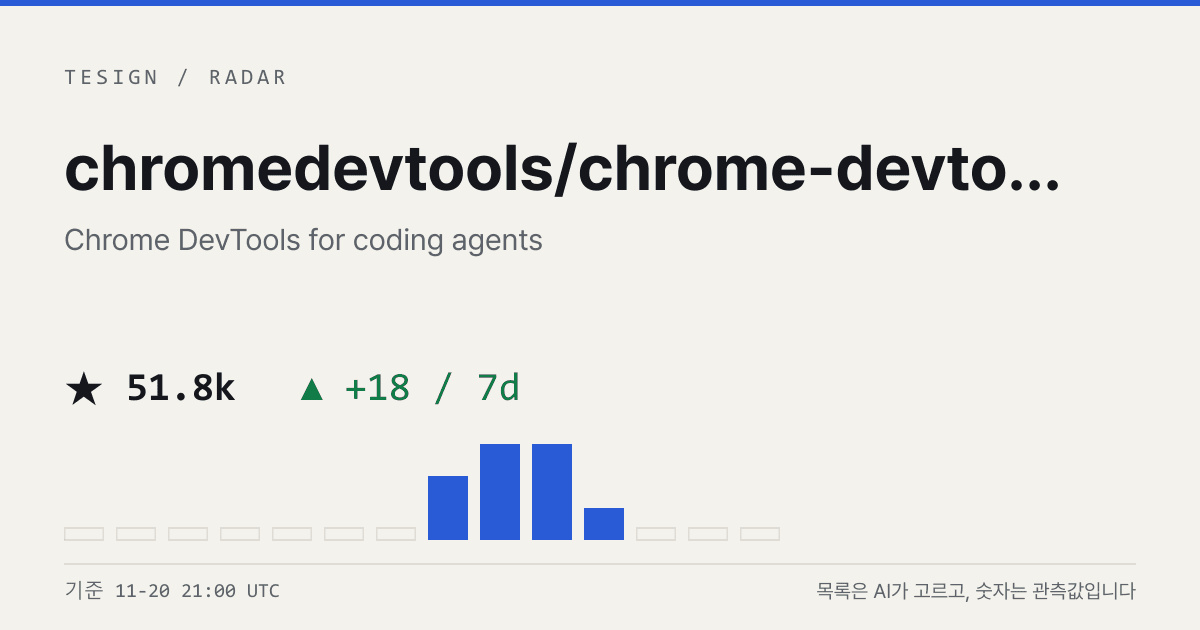 TESIGN / RADAR
chromedevtools/chrome-devto...
Chrome DevTools for coding agents
★ 51.8k ▲ +18 / 7d
기준 11-20 21:00 UTC
목록은 AI가 고르고, 숫자는 관측값입니다